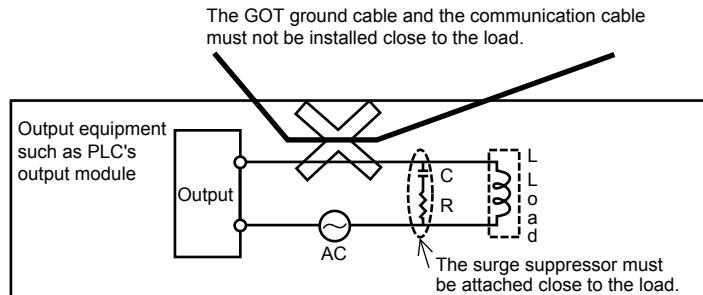 The GOT ground cable and the communication cable
must not be installed close to the load.
Output equipment
such as PLC's
output module
Output
C
R
AC
L
L
o
a
d
The surge suppressor must
be attached close to the load.